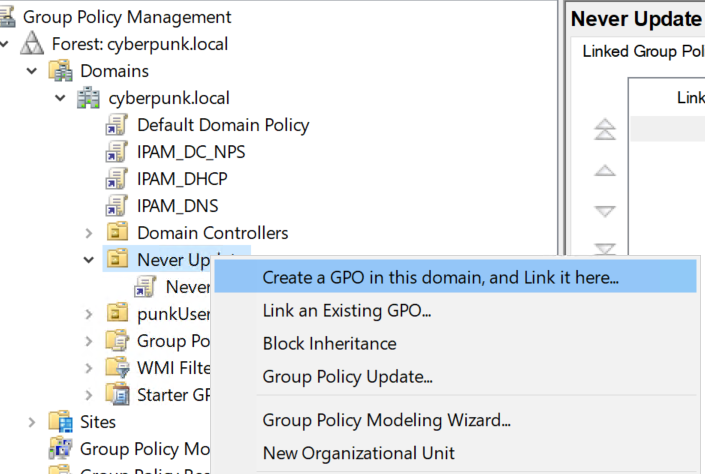 Group Policy Management
Forest: cyberpunk.local
Domains
cyberpunk.local
Default Domain Policy
IPAM_DC_NPS
IPAM_DHCP
IPAM_DNS
Domain Controllers
Never Upd
Never
punkUser
Group Po
WMI Filte
Starter GP
Sites
Group Policy Mo
Never Update
Linked Group Pol
Link
Create a GPO in this domain, and Link it here...
Link an Existing GPO...
Block Inheritance
Group Policy Update...
Group Policy Modeling Wizard...
New Organizational Unit